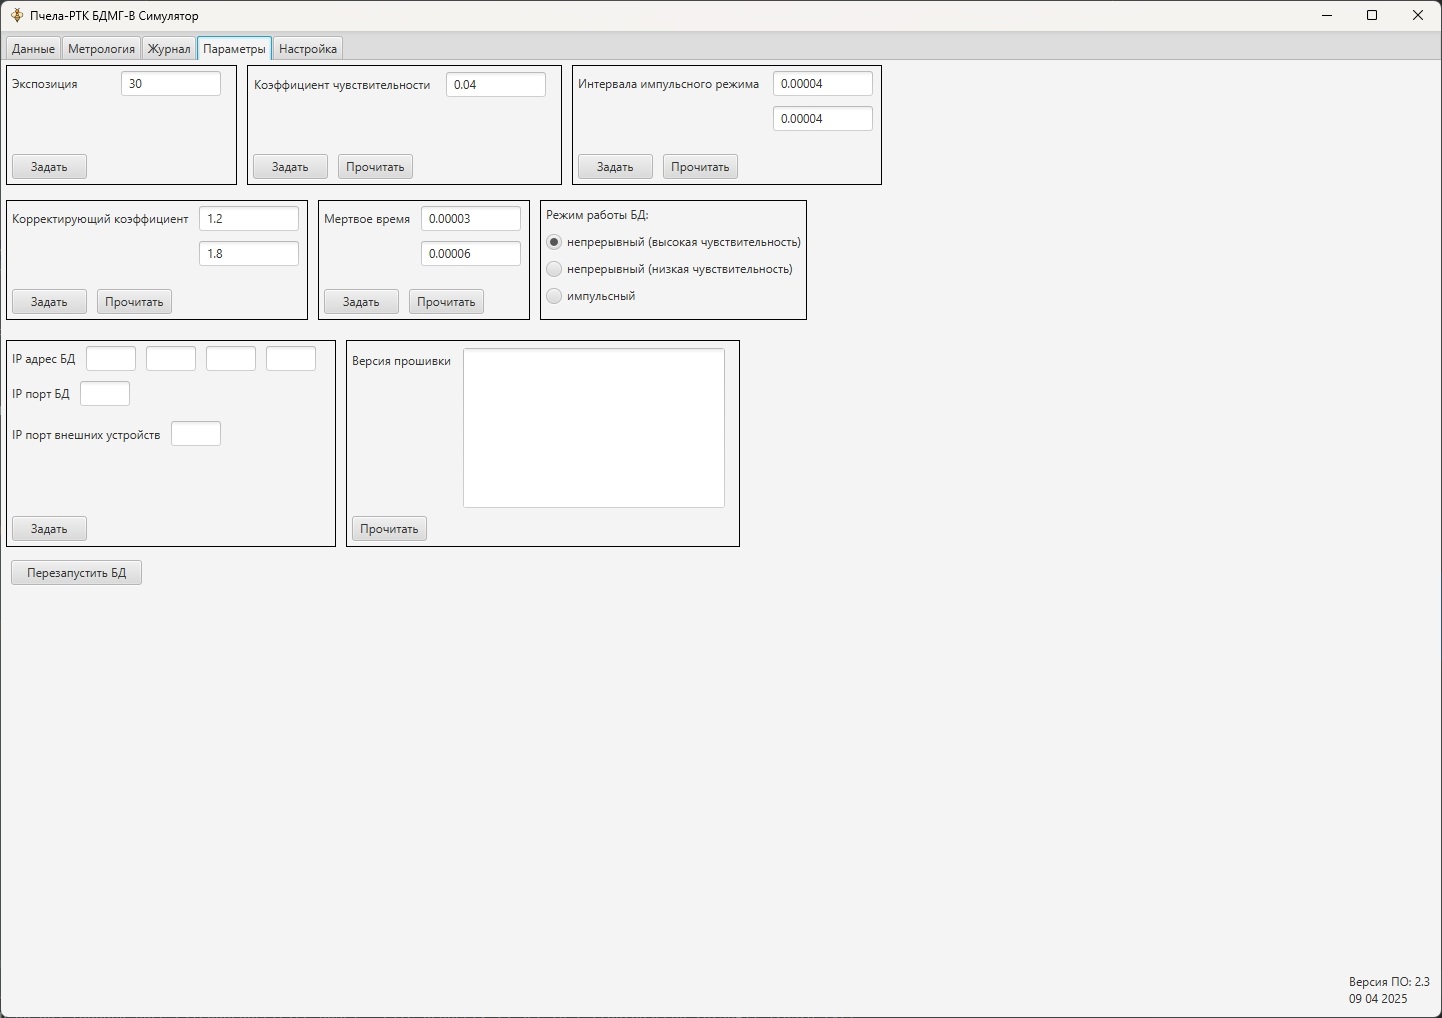 Пчела-РТК БДМГ-В Симулятор
Данные Метрология Журнал Параметры Настройка
Экспозиция 30
Задать
Коэффициент чувствительности 0.04
Задать Прочитать
Интервала импульсного режима 0.00004
0.00004
Задать Прочитать
Корректирующий коэффициент 1.2
1.8
Задать Прочитать
Мертвое время 0.00003
0.00006
Задать Прочитать
Режим работы БД:
непрерывный (высокая чувствительность)
непрерывный (низкая чувствительность)
импульсный
IP адрес БД
IP порт БД
IP порт внешних устройств
Задать
Версия прошивки
Прочитать
Перезапустить БД
Версия ПО: 2.3
09 04 2025